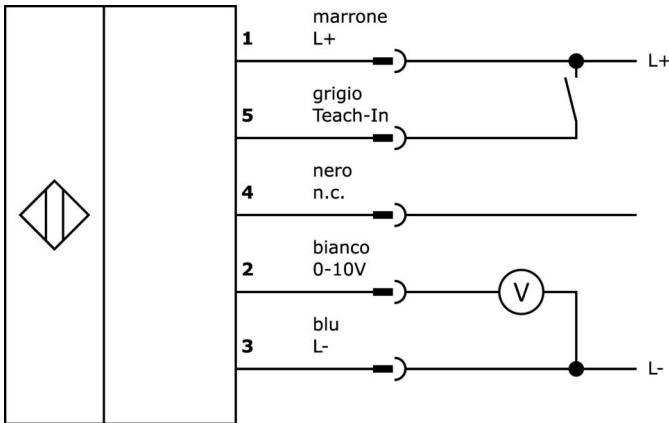 marrone
1 L+ L+
grigio
5 Teach-In
nero
4 n.c.
bianco
2 0-10V
V
blu
3 L-
L-